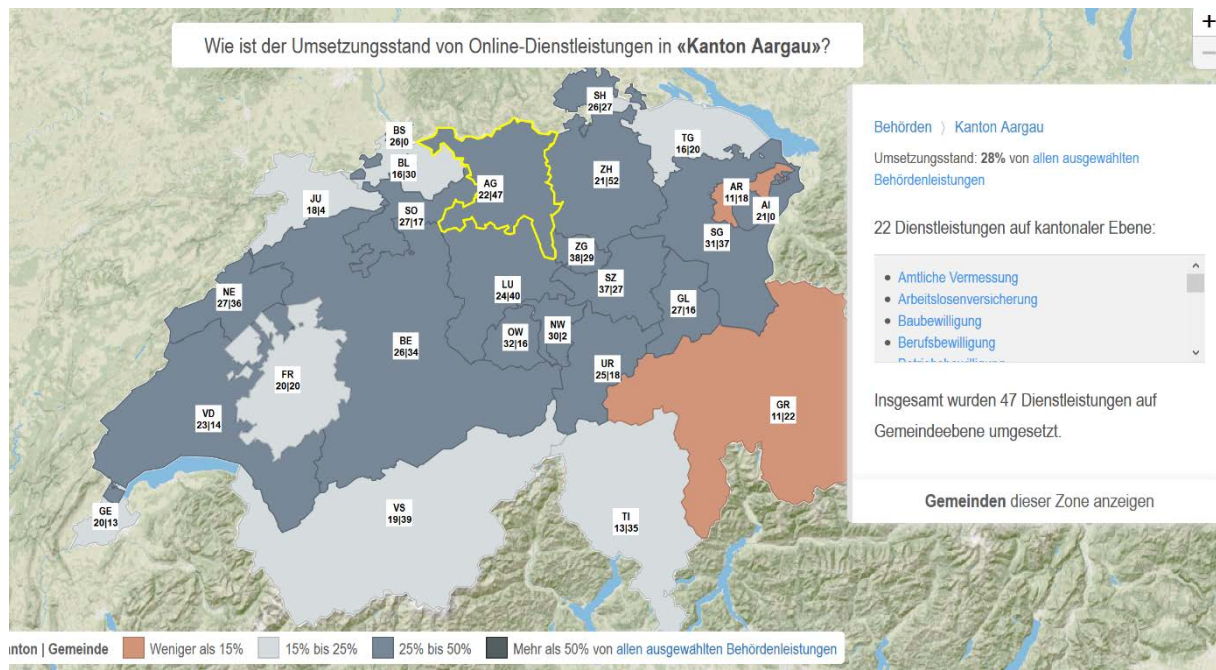 Wie ist der Umsetzungsstand von Online-Dienstleistungen in «Kanton Aargau»?
+
−
SH
26|27
BS
26|0
TG
16|20
BL
16|30
ZH
21|52
AG
22|47
AR
11|18
JU
18|4
AI
21|0
SO
27|17
SG
31|37
ZG
38|29
SZ
37|27
NE
27|36
LU
24|40
GL
27|16
NW
30|2
OW
32|16
BE
26|34
UR
25|18
FR
20|20
GR
11|22
VD
23|14
GE
20|13
VS
19|39
TI
13|35
Behörden 〉 Kanton Aargau
Umsetzungsstand: 28% von allen ausgewählten
Behördenleistungen
22 Dienstleistungen auf kantonaler Ebene:
• Amtliche Vermessung
• Arbeitslosenversicherung
• Baubewilligung
• Berufsbewilligung
Insgesamt wurden 47 Dienstleistungen auf
Gemeindeebene umgesetzt.
Gemeinden dieser Zone anzeigen
anton | Gemeinde Weniger als 15% 15% bis 25% 25% bis 50% Mehr als 50% von allen ausgewählten Behördenleistungen